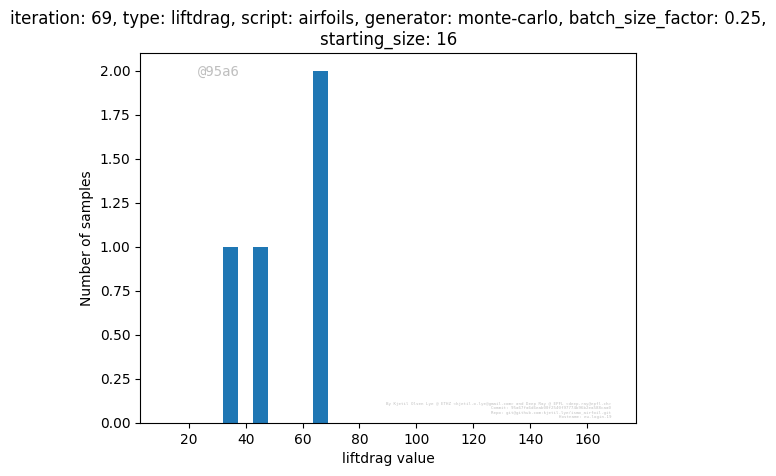 iteration: 69, type: liftdrag, script: airfoils, generator: monte-carlo, batch_size_factor: 0.25,
starting_size: 16
@95a6
2.00
1.75
1.50
1.25
1.00
0.75
0.50
0.25
0.00
Number of samples
20 40 60 80 100 120 140 160
liftdrag value